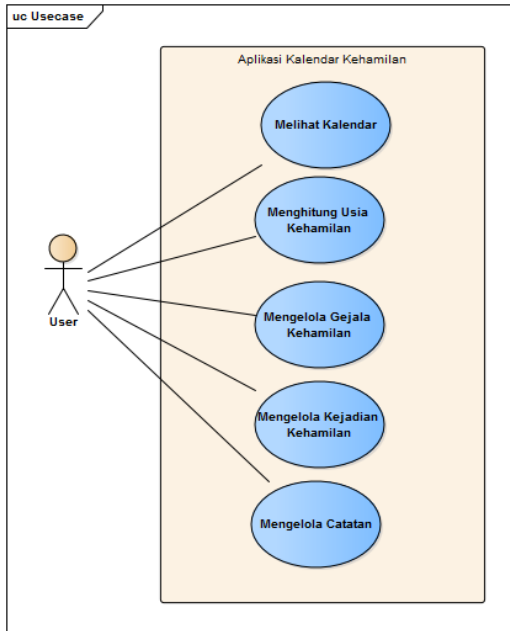 uc Usecase
Aplikasi Kalendar Kehamilan
Melihat Kalendar
Menghitung Usia
Kehamilan
Mengelola Gejala
Kehamilan
User
Mengelola Kejadian
Kehamilan
Mengelola Catatan